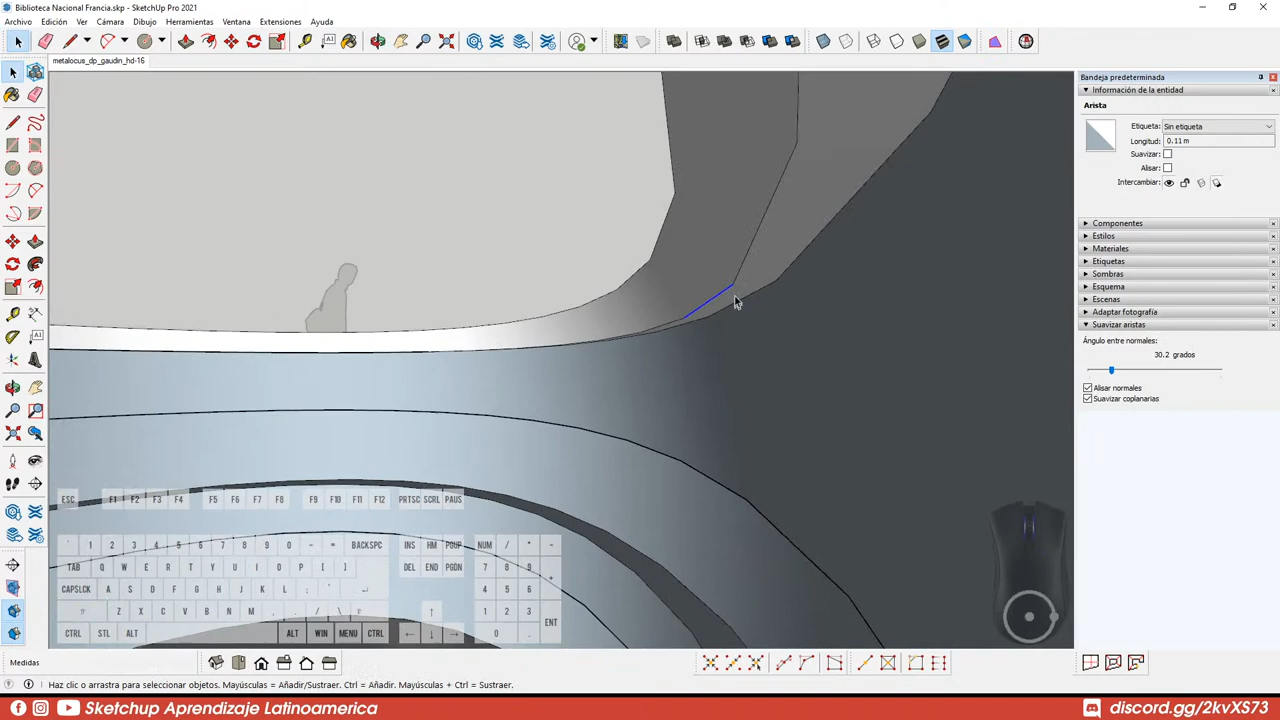 Biblioteca Nacional Francia.skp - SketchUp Pro 2021
Archivo Edición Ver Cámara Dibujo Herramientas Ventana Extensiones Ayuda
metalocus_dp_gaudin_hd-16
Bandeja predeterminada
Información de la entidad
Arista
Etiqueta: Sin etiqueta
Longitud: 0.11 m
Suavizar:
Alisar:
Intercambiar:
Componentes
Estilos
Materiales
Etiquetas
Sombras
Esquema
Escenas
Adaptar fotografía
Suavizar aristas
Ángulo entre normales:
30.2 grados
Alisar normales
Suavizar coplanarias
ESC F1 F2 F3 F4 F5 F6 F7 F8 F9 F10 F11 F12 PRTSC SCRL PAUS
` 1 2 3 4 5 6 7 8 9 0 - = BACKSPC INS HM PGUP NUM / * -
TAB Q W E R T Y U I O P [ ] DEL END PGDN 7 8 9 +
CAPSLCK A S D F G H J K L ; ' ↵ 4 5 6
⇧ Z X C V B N M , . / \ ⇧ ↑ 1 2 3 ENT
CTRL STL ALT ALT WIN MENU CTRL ← ↓ → 0 .
Medidas
Haz clic o arrastra para seleccionar objetos. Mayúsculas = Añadir/Sustraer. Ctrl = Añadir. Mayúsculas + Ctrl = Sustraer.
Sketchup Aprendizaje Latinoamerica
discord.gg/2kvXS73